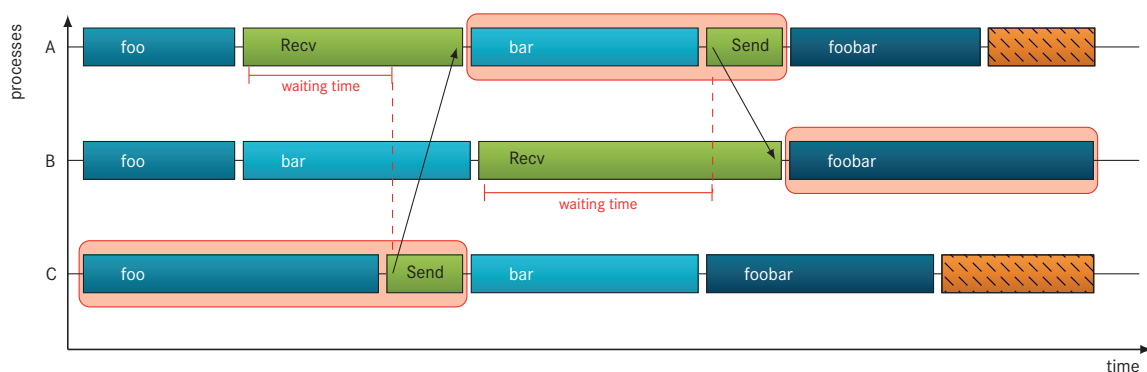 processes
A
foo
Recv
bar
Send
foobar
waiting time
B
foo
bar
Recv
foobar
waiting time
C
foo
Send
bar
foobar
time